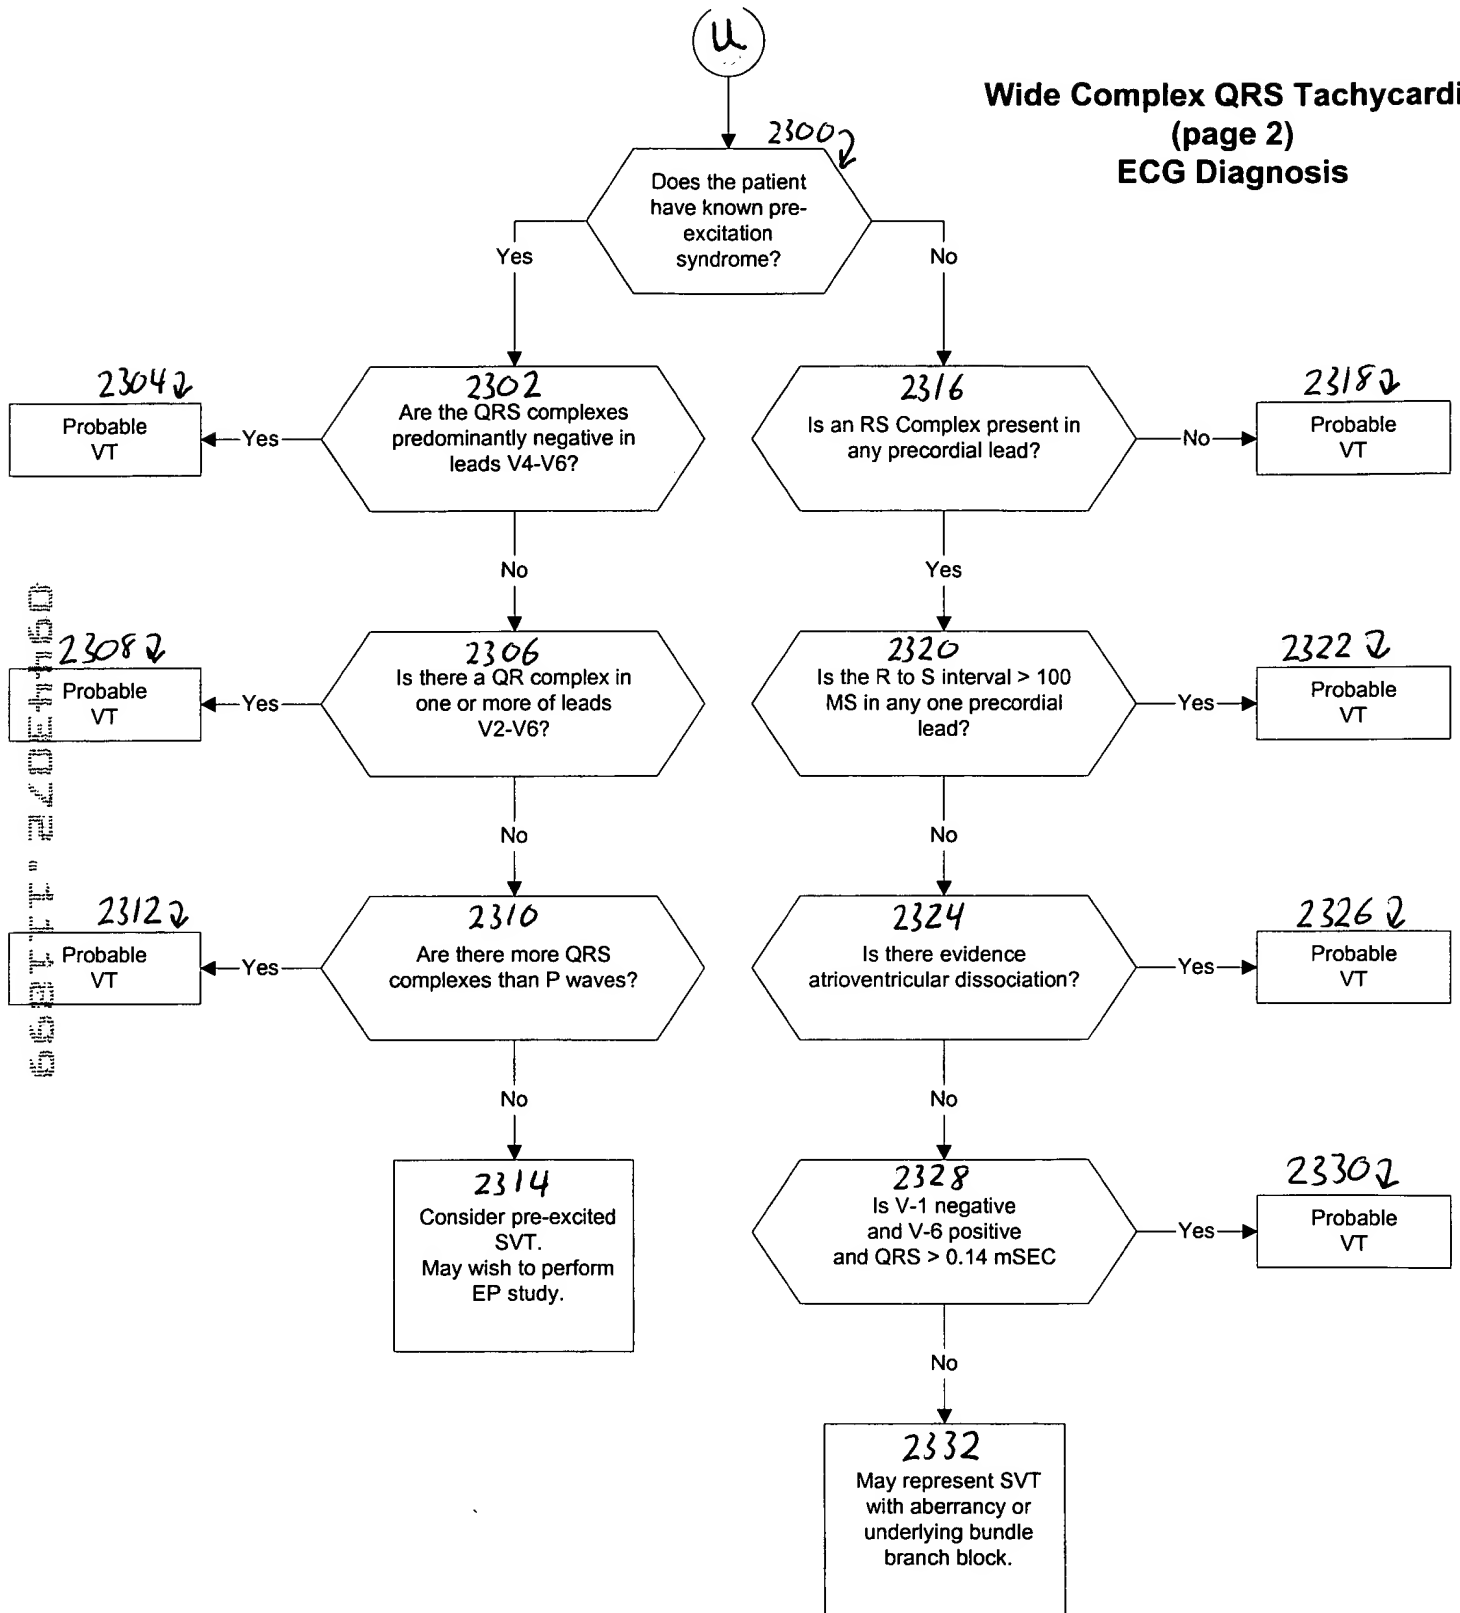 U
Wide Complex QRS Tachycardi
(page 2)
ECG Diagnosis
2300
Does the patient
have known pre-
excitation
syndrome?
Yes
No
2304
Probable
VT
Yes
2302
Are the QRS complexes
predominantly negative in
leads V4-V6?
2316
Is an RS Complex present in
any precordial lead?
No
2318
Probable
VT
No
Yes
2308
Probable
VT
Yes
2306
Is there a QR complex in
one or more of leads
V2-V6?
2320
Is the R to S interval > 100
MS in any one precordial
lead?
Yes
2322
Probable
VT
No
No
2312
Probable
VT
Yes
2310
Are there more QRS
complexes than P waves?
2324
Is there evidence
atrioventricular dissociation?
Yes
2326
Probable
VT
No
No
2314
Consider pre-excited
SVT.
May wish to perform
EP study.
2328
Is V-1 negative
and V-6 positive
and QRS > 0.14 mSEC
Yes
2330
Probable
VT
No
2332
May represent SVT
with aberrancy or
underlying bundle
branch block.
09443072.111899